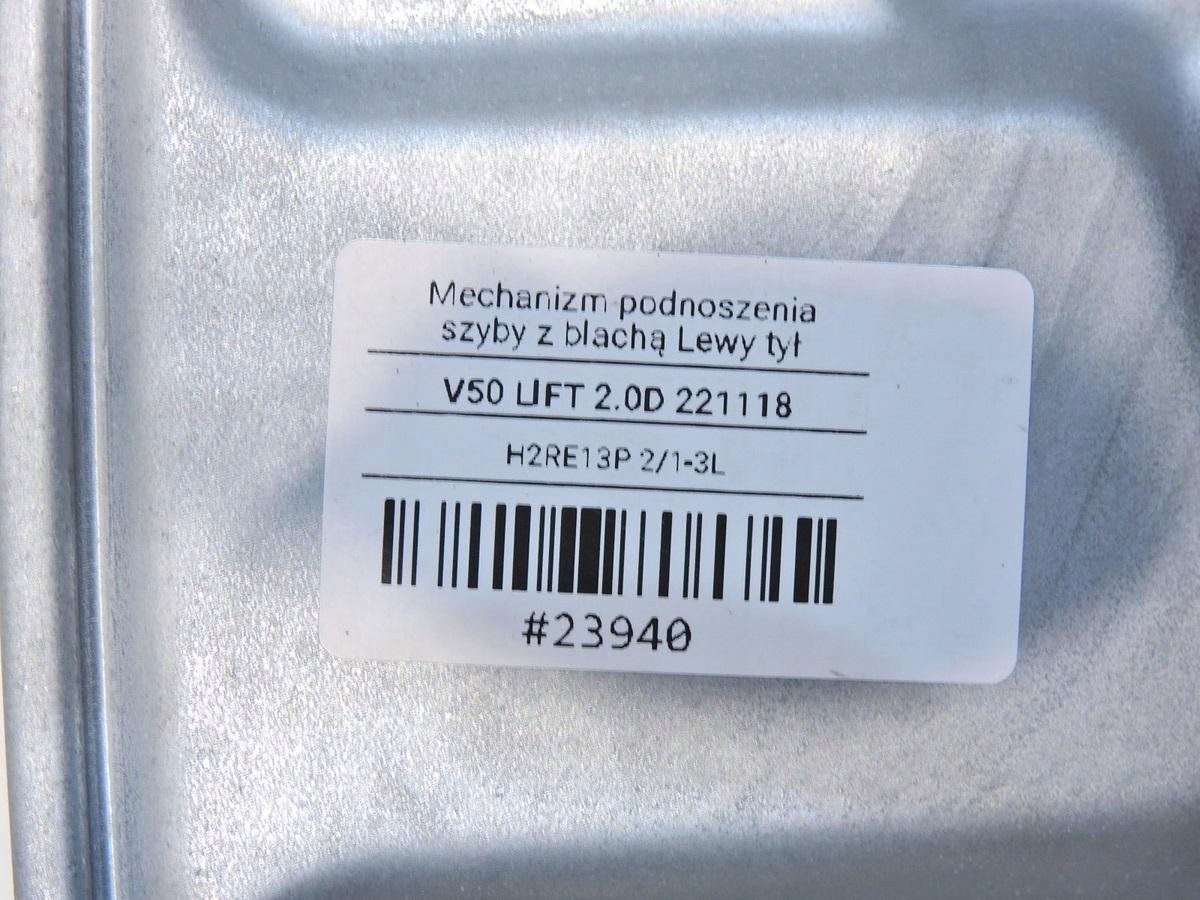 Mechanizm podnoszenia
szyby z blachą Lewy tył
V50 LIFT 2.0D 221118
H2RE13P 2/1-3L
#23940